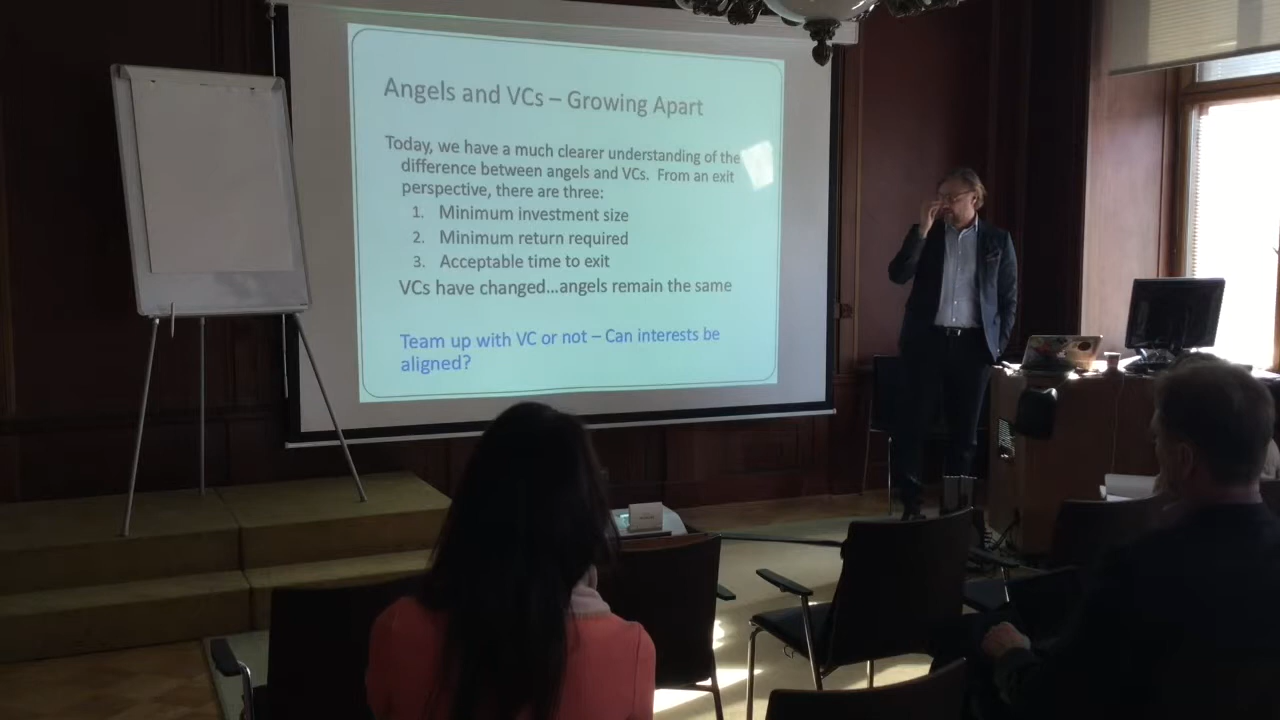 Angels and VCs – Growing Apart
Today, we have a much clearer understanding of the
difference between angels and VCs. From an exit
perspective, there are three:
1. Minimum investment size
2. Minimum return required
3. Acceptable time to exit
VCs have changed...angels remain the same
Team up with VC or not – Can interests be
aligned?